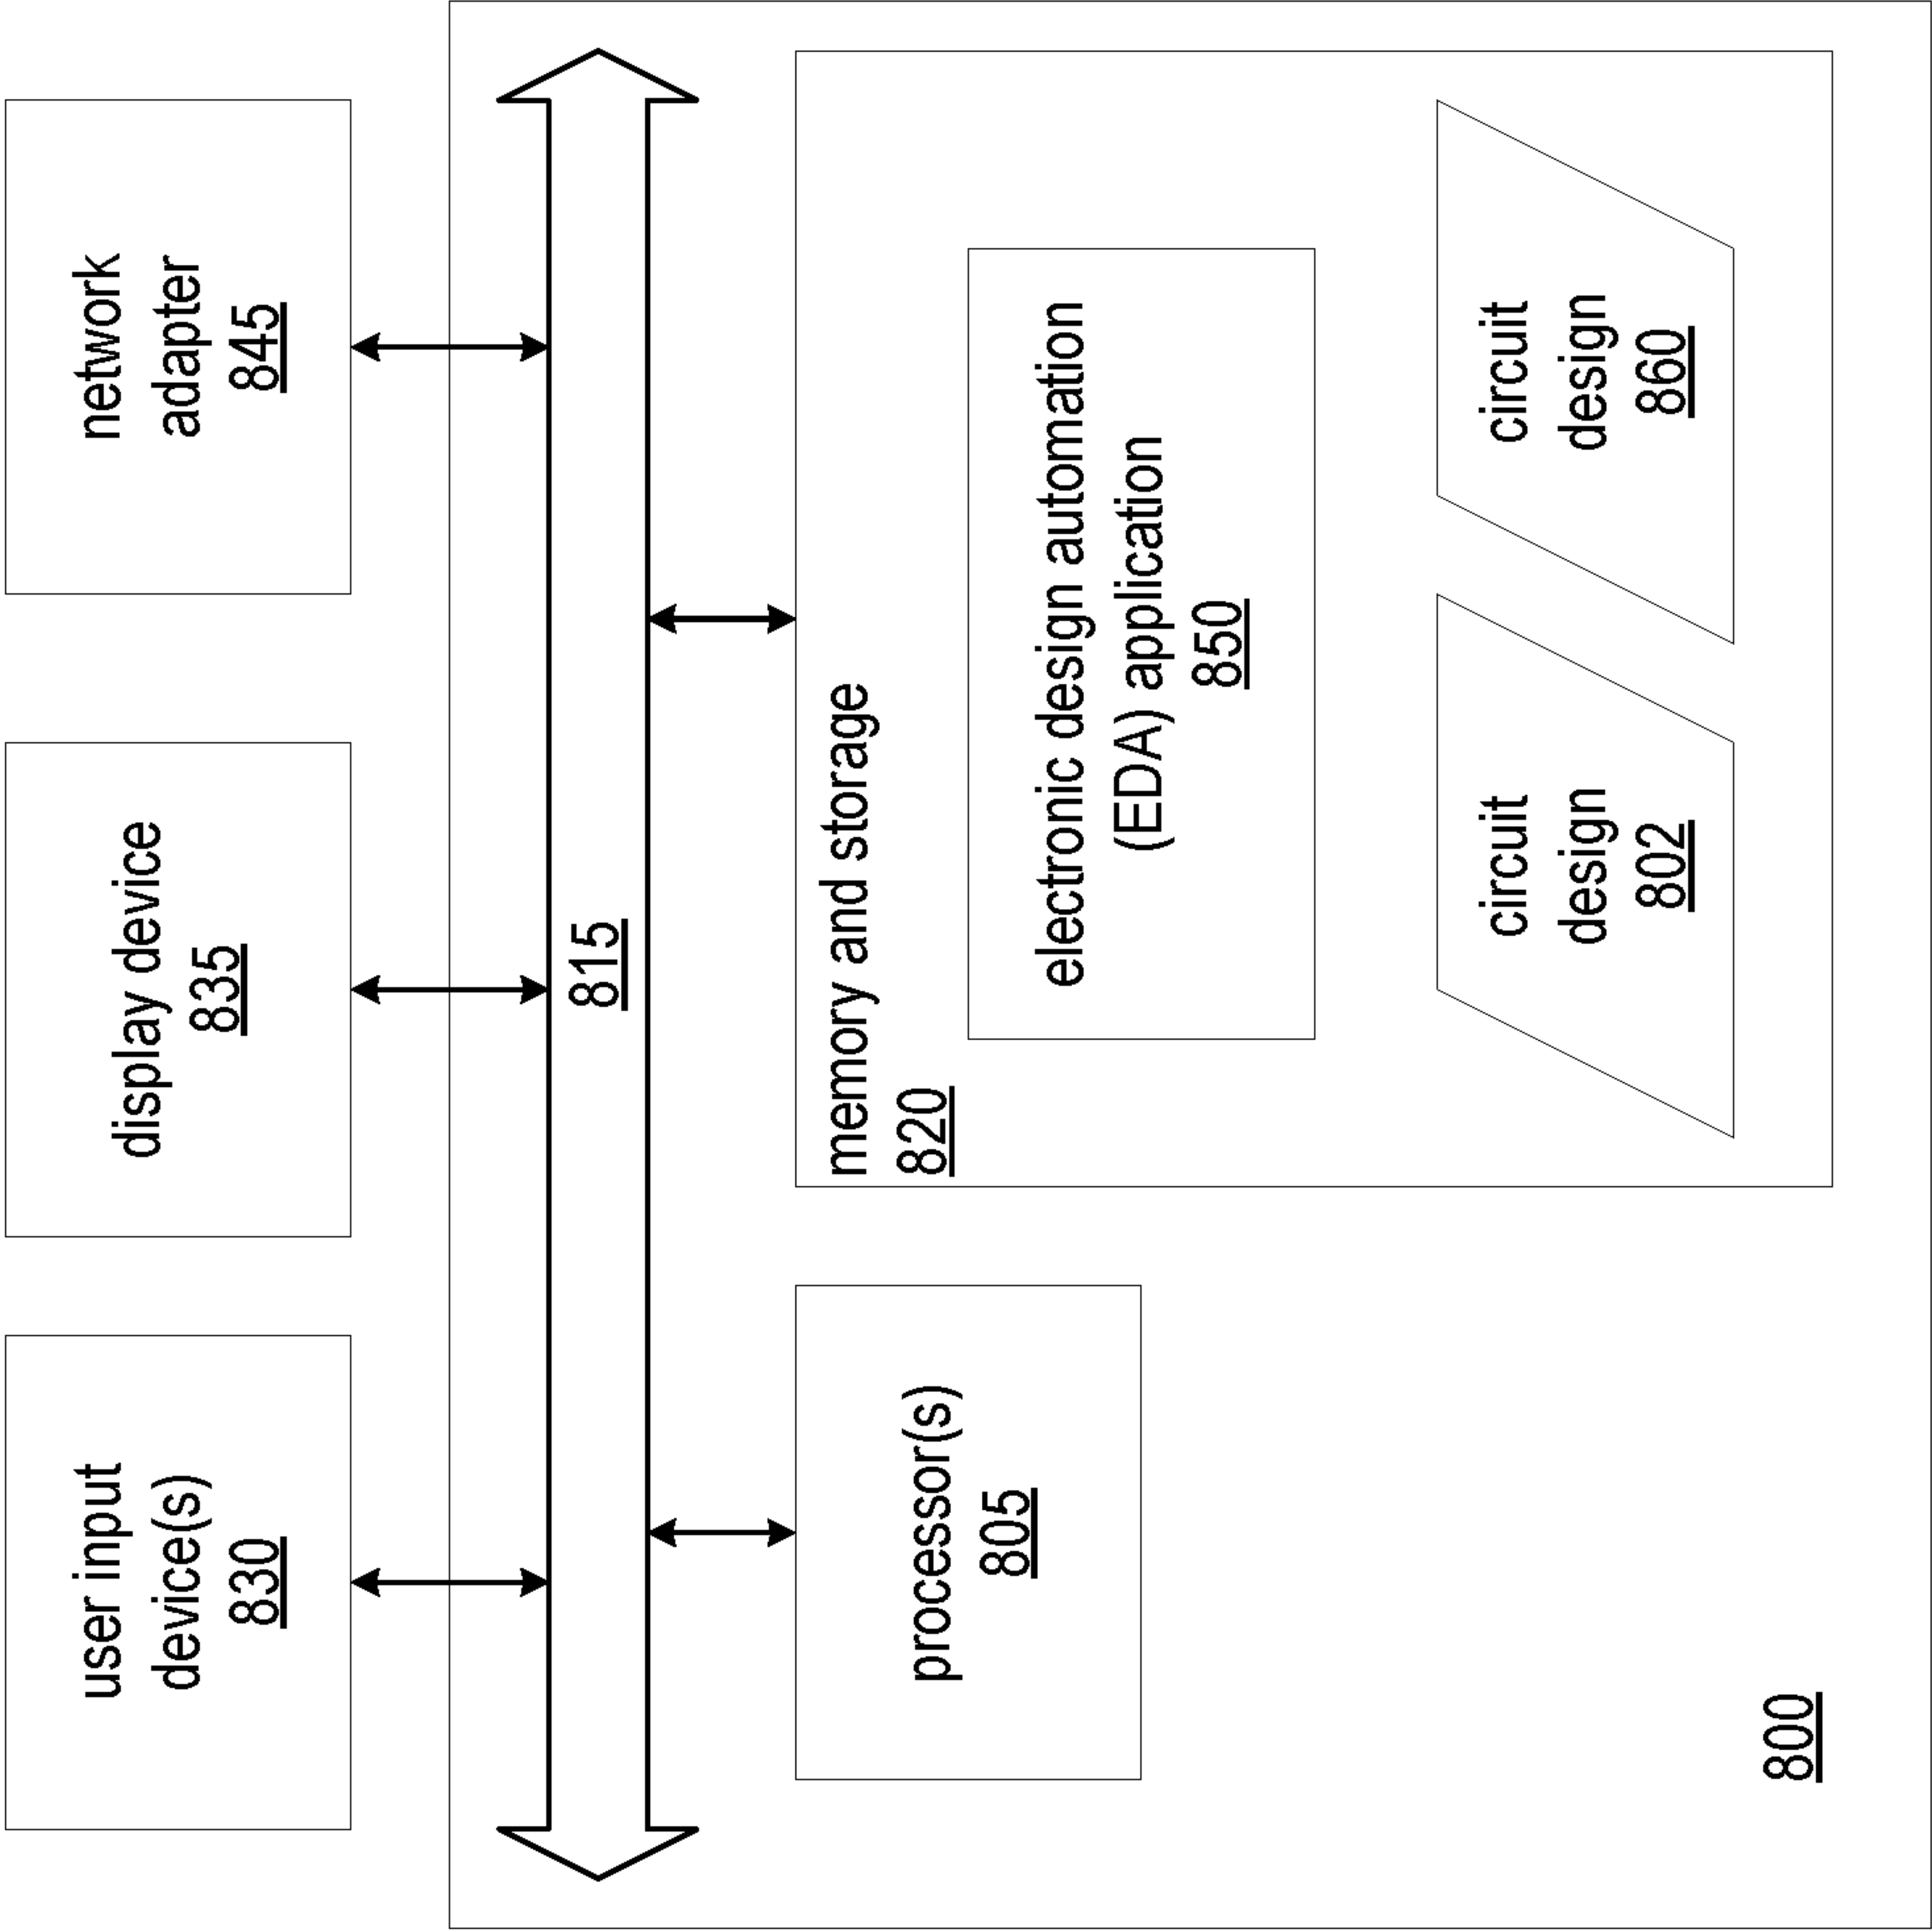 user input
device(s)
830
display device
835
network
adapter
845
815
processor(s)
805
memory and storage
820
electronic design automation
(EDA) application
850
circuit
design
802
circuit
design
860
800